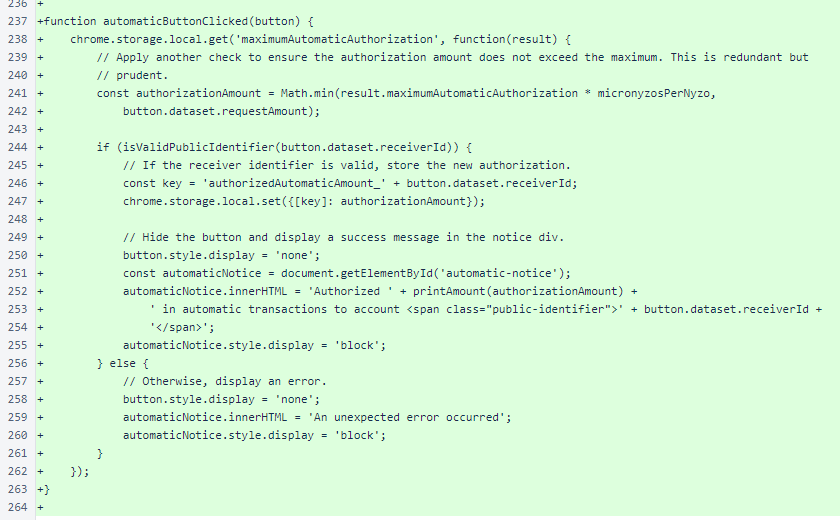 236 +
237 +function automaticButtonClicked(button) {
238 +    chrome.storage.local.get('maximumAutomaticAuthorization', function(result) {
239 +        // Apply another check to ensure the authorization amount does not exceed the maximum. This is redundant but
240 +        // prudent.
241 +        const authorizationAmount = Math.min(result.maximumAutomaticAuthorization * micronyzosPerNyzo,
242 +            button.dataset.requestAmount);
243 +
244 +        if (isValidPublicIdentifier(button.dataset.receiverId)) {
245 +            // If the receiver identifier is valid, store the new authorization.
246 +            const key = 'authorizedAutomaticAmount_' + button.dataset.receiverId;
247 +            chrome.storage.local.set({[key]: authorizationAmount});
248 +
249 +            // Hide the button and display a success message in the notice div.
250 +            button.style.display = 'none';
251 +            const automaticNotice = document.getElementById('automatic-notice');
252 +            automaticNotice.innerHTML = 'Authorized ' + printAmount(authorizationAmount) +
253 +                ' in automatic transactions to account <span class="public-identifier">' + button.dataset.receiverId +
254 +                '</span>';
255 +            automaticNotice.style.display = 'block';
256 +        } else {
257 +            // Otherwise, display an error.
258 +            button.style.display = 'none';
259 +            automaticNotice.innerHTML = 'An unexpected error occurred';
260 +            automaticNotice.style.display = 'block';
261 +        }
262 +    });
263 +}
264 +